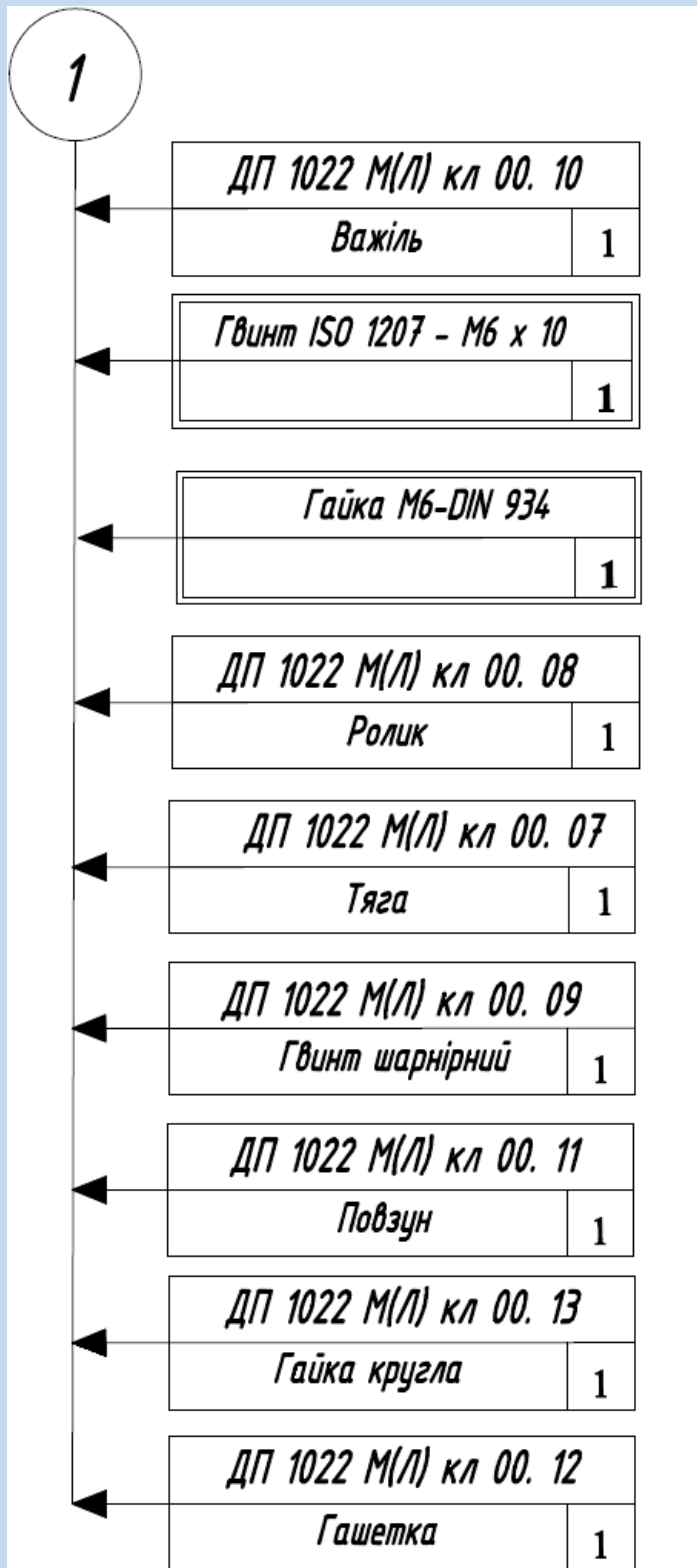 1
ДП 1022 М(Л) кл 00. 10
Важіль 1
Гвинт ISO 1207 - М6 х 10
1
Гайка М6-DIN 934
1
ДП 1022 М(Л) кл 00. 08
Ролик 1
ДП 1022 М(Л) кл 00. 07
Тяга 1
ДП 1022 М(Л) кл 00. 09
Гвинт шарнірний 1
ДП 1022 М(Л) кл 00. 11
Повзун 1
ДП 1022 М(Л) кл 00. 13
Гайка кругла 1
ДП 1022 М(Л) кл 00. 12
Гашетка 1